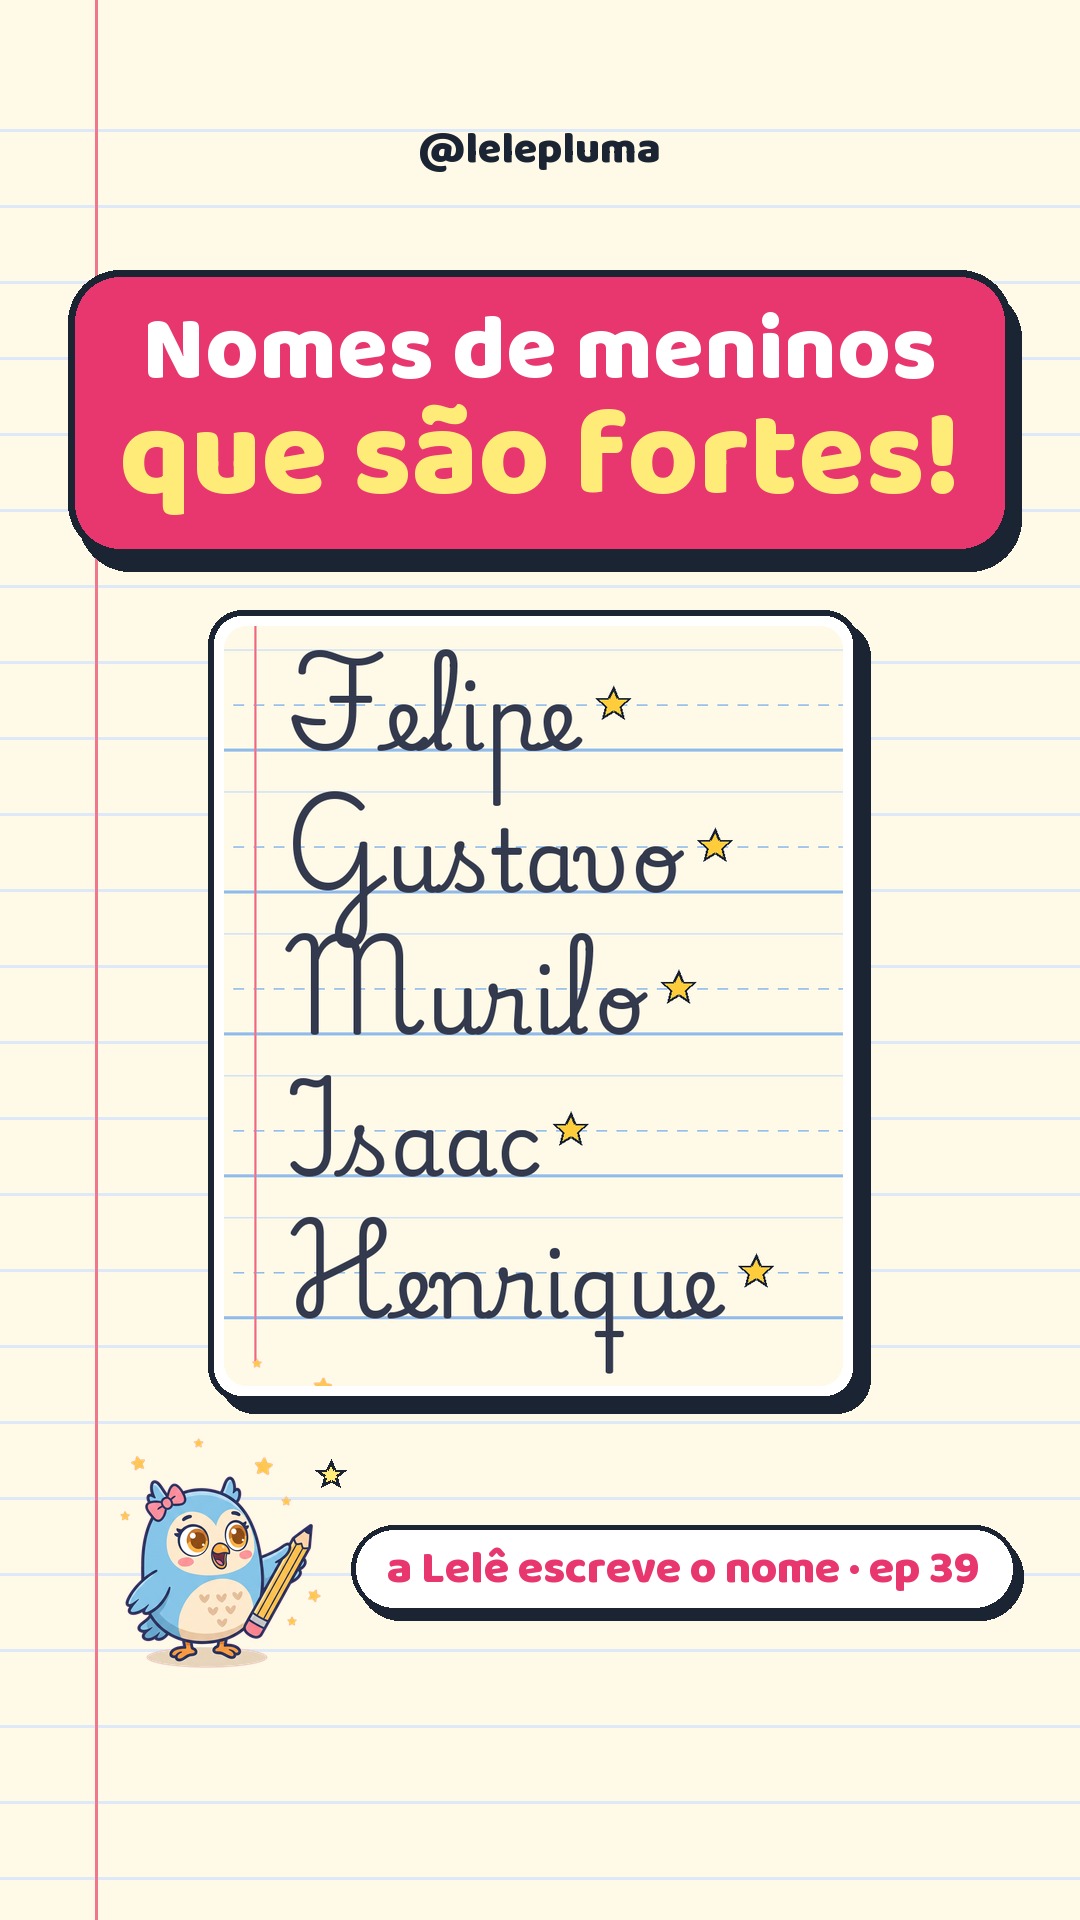 @lelepluma
Nomes de meninos
que são fortes!
Felipe
Gustavo
Murilo
Isaac
Henrique
a Lelê escreve o nome · ep 39